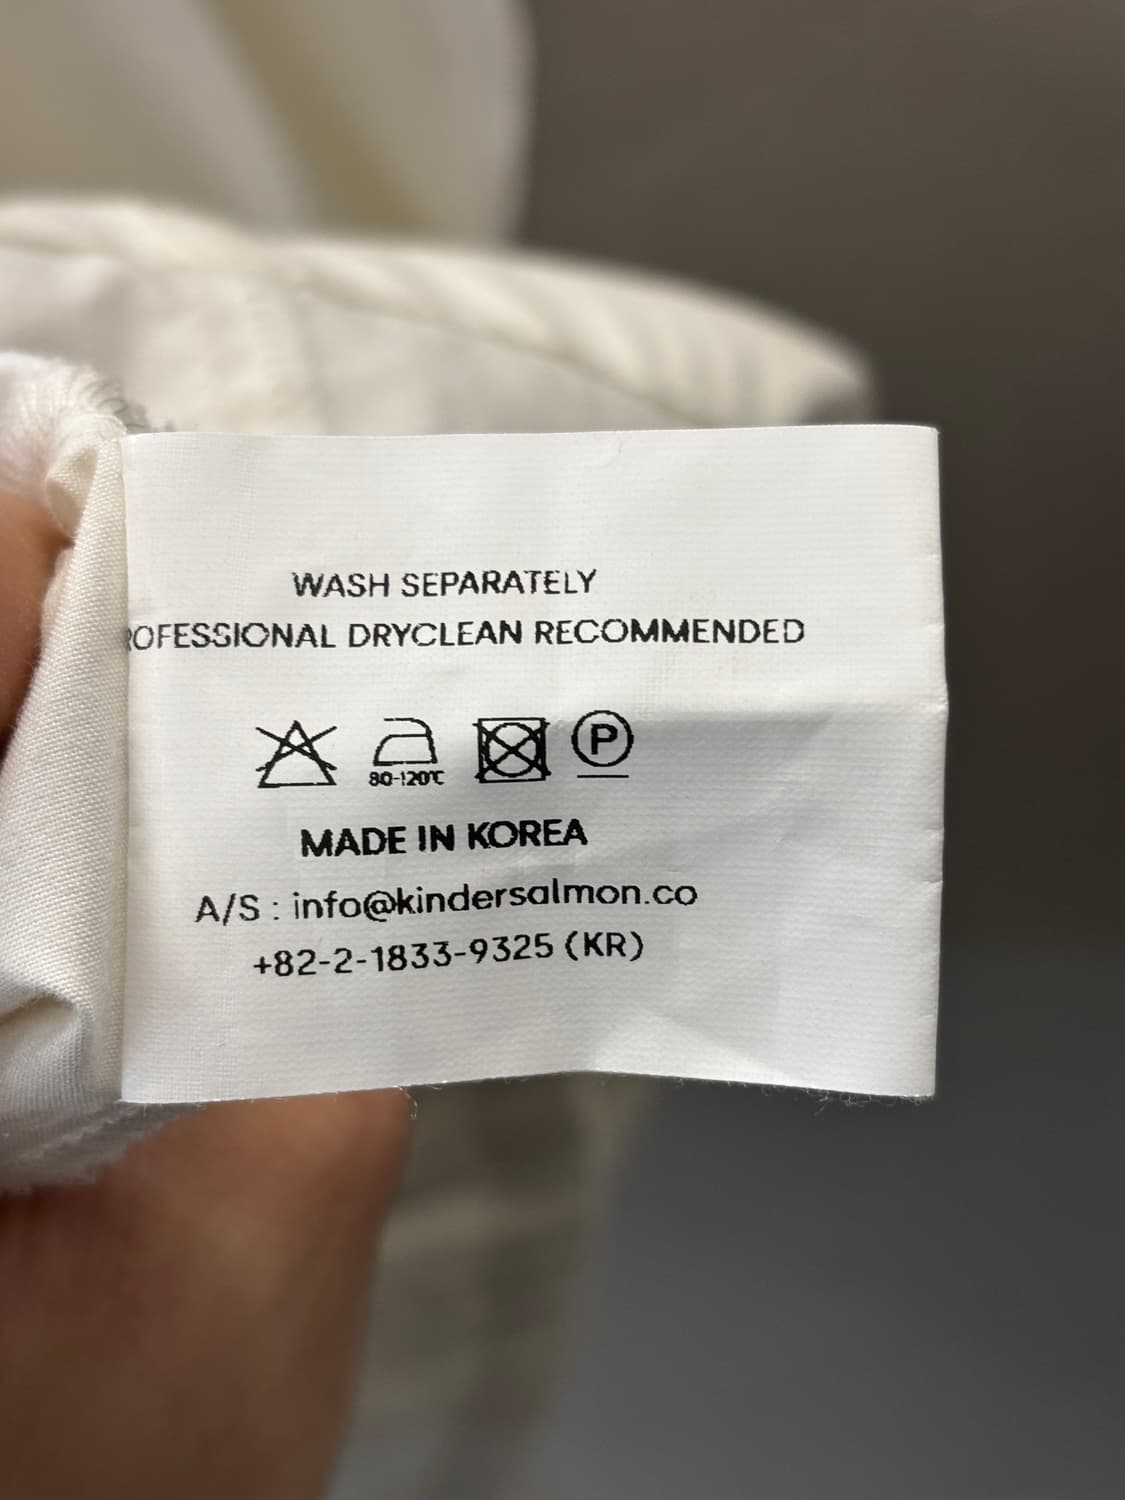 WASH SEPARATELY
ROFESSIONAL DRYCLEAN RECOMMENDED
80-120℃
P
MADE IN KOREA
A/S : info@kindersalmon.co
+82-2-1833-9325 (KR)